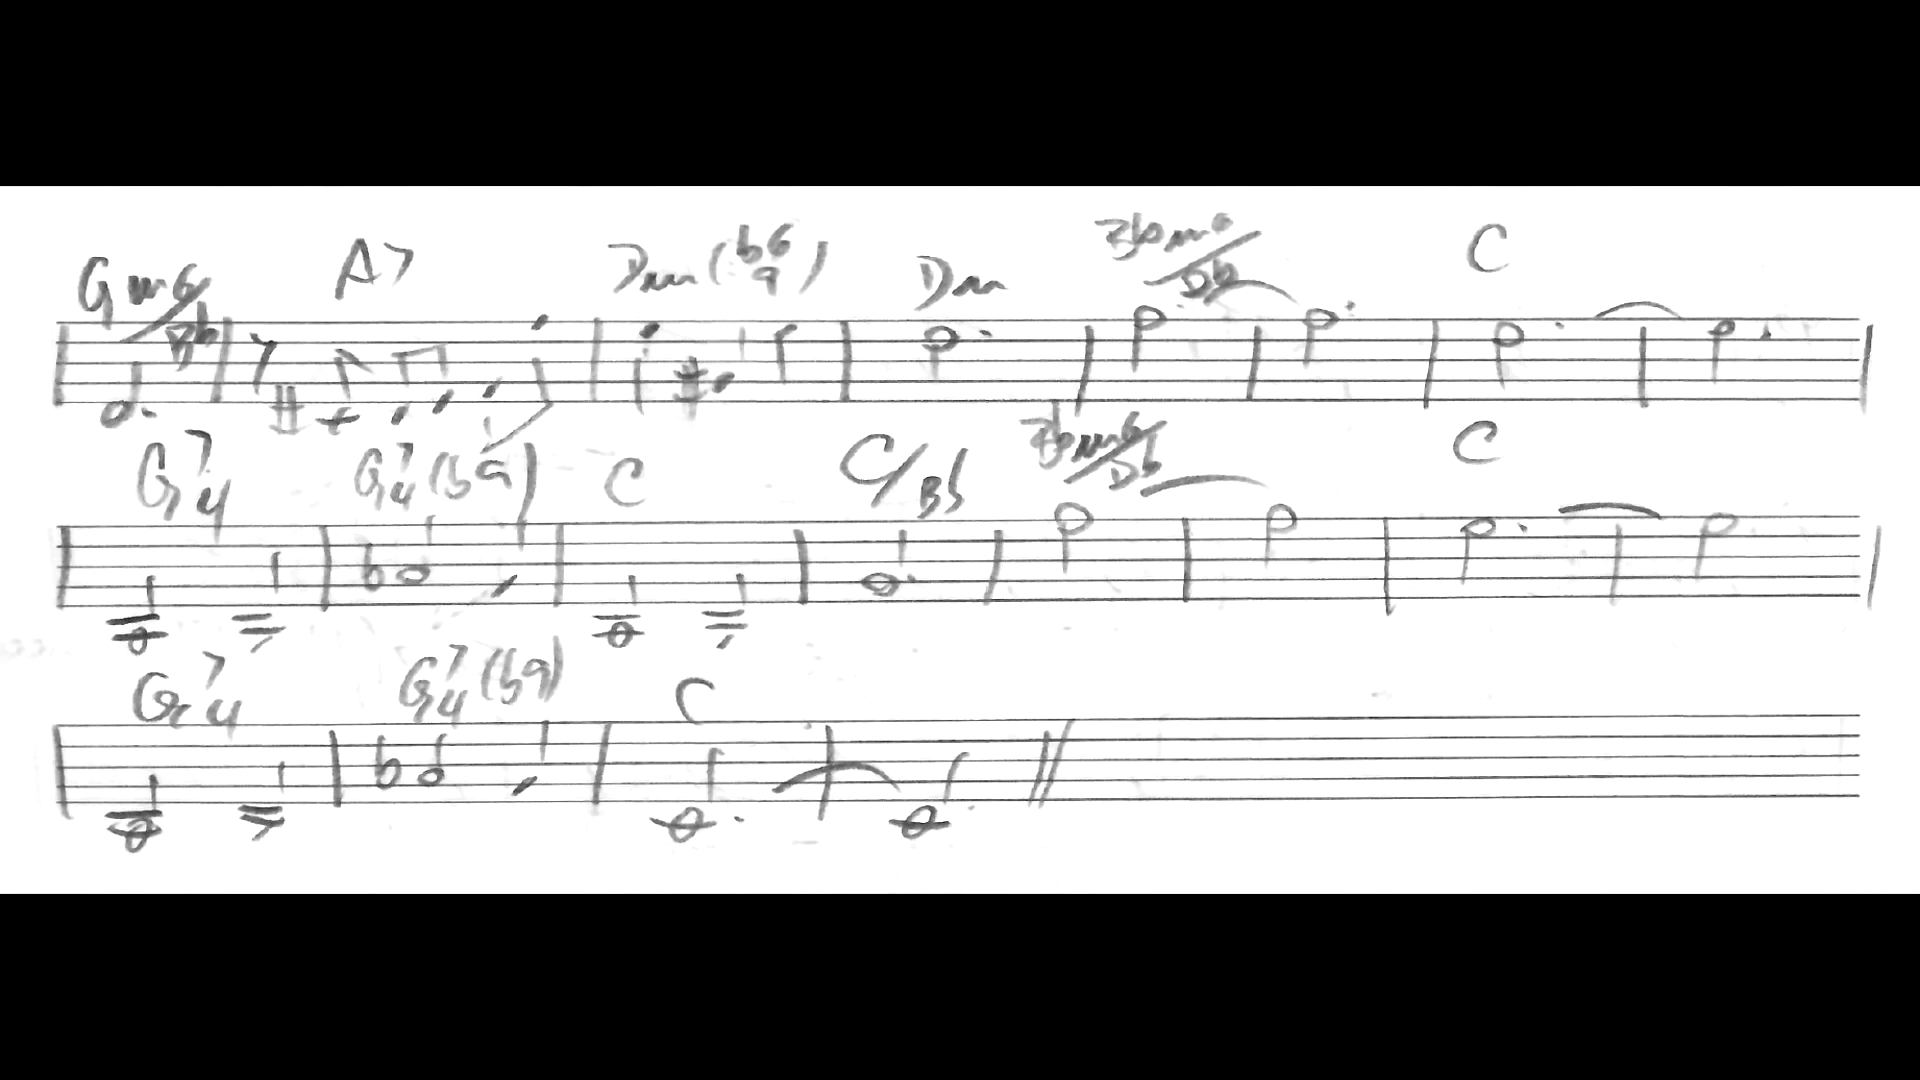 Gm6/Bb A7 Dm(b6 9) Dm Bbm6/Db C
G7 4 G7 4(b9) C C/Bb Bbm6/Db C
G7 4 G7 4(b9) C